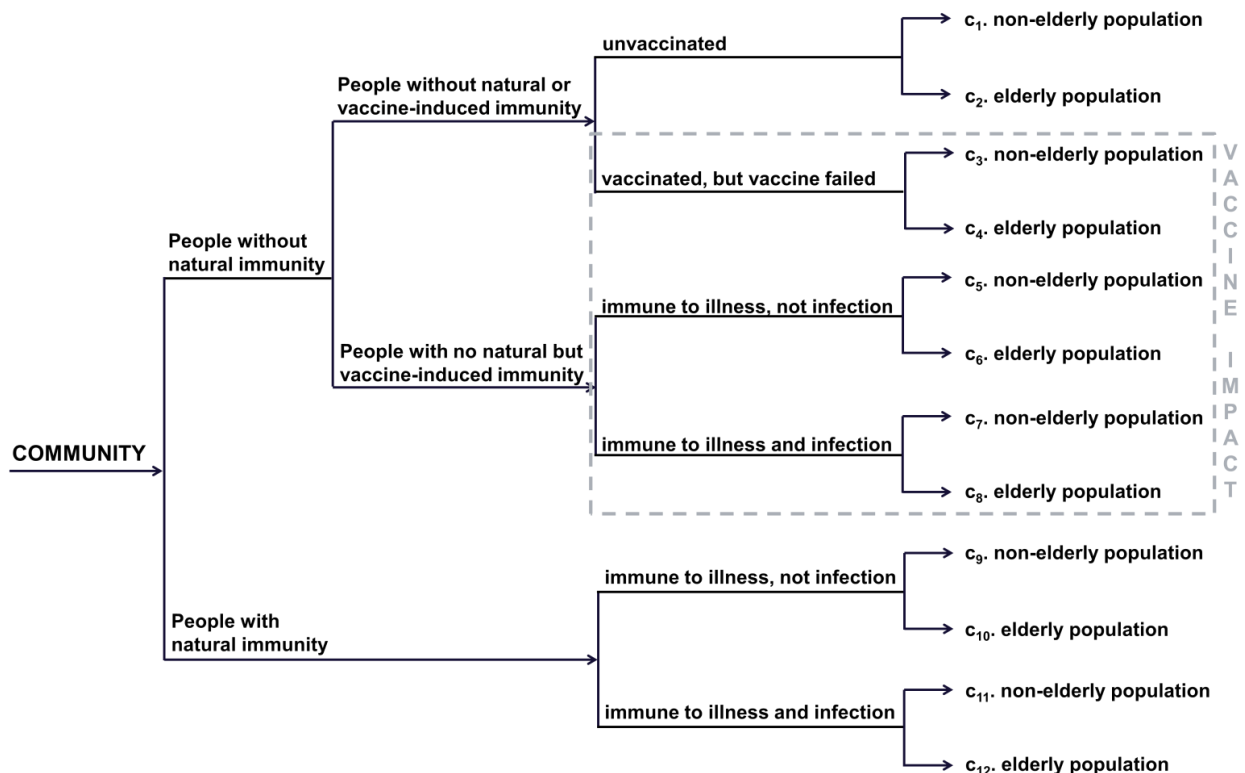 c₁. non-elderly population
unvaccinated
People without natural or
vaccine-induced immunity
c₂. elderly population
c₃. non-elderly population
vaccinated, but vaccine failed
c₄. elderly population
People without
natural immunity
c₅. non-elderly population
immune to illness, not infection
c₆. elderly population
People with no natural but
vaccine-induced immunity
c₇. non-elderly population
immune to illness and infection
c₈. elderly population
VACCINE IMPACT
COMMUNITY
c₉. non-elderly population
immune to illness, not infection
c₁₀. elderly population
People with
natural immunity
c₁₁. non-elderly population
immune to illness and infection
c₁₂. elderly population